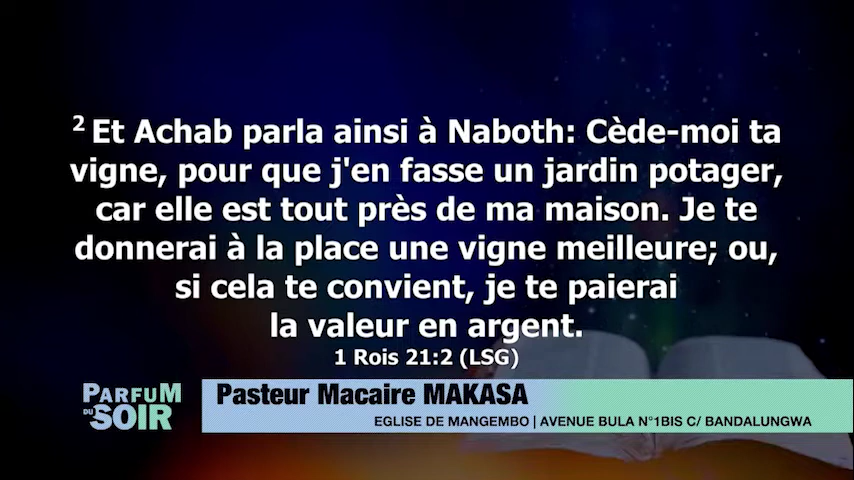 ² Et Achab parla ainsi à Naboth: Cède-moi ta
vigne, pour que j'en fasse un jardin potager,
car elle est tout près de ma maison. Je te
donnerai à la place une vigne meilleure; ou,
si cela te convient, je te paierai
la valeur en argent.
1 Rois 21:2 (LSG)
PARFUM
DU SOIR
Pasteur Macaire MAKASA
EGLISE DE MANGEMBO | AVENUE BULA N°1BIS C/ BANDALUNGWA